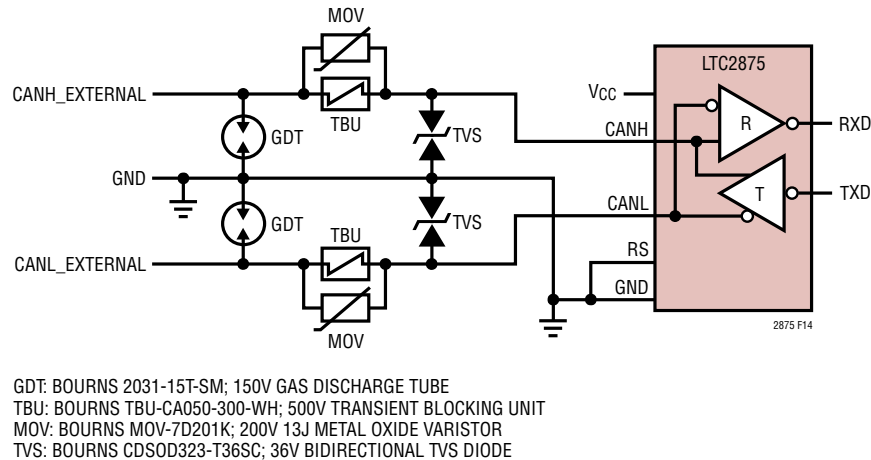 MOV
LTC2875
CANH_EXTERNAL
VCC
TBU
CANH
R
RXD
GDT
TVS
GND
T
TXD
CANL
GDT
TVS
TBU
RS
CANL_EXTERNAL
GND
MOV
2875 F14
GDT: BOURNS 2031-15T-SM; 150V GAS DISCHARGE TUBE
TBU: BOURNS TBU-CA050-300-WH; 500V TRANSIENT BLOCKING UNIT
MOV: BOURNS MOV-7D201K; 200V 13J METAL OXIDE VARISTOR
TVS: BOURNS CDSOD323-T36SC; 36V BIDIRECTIONAL TVS DIODE